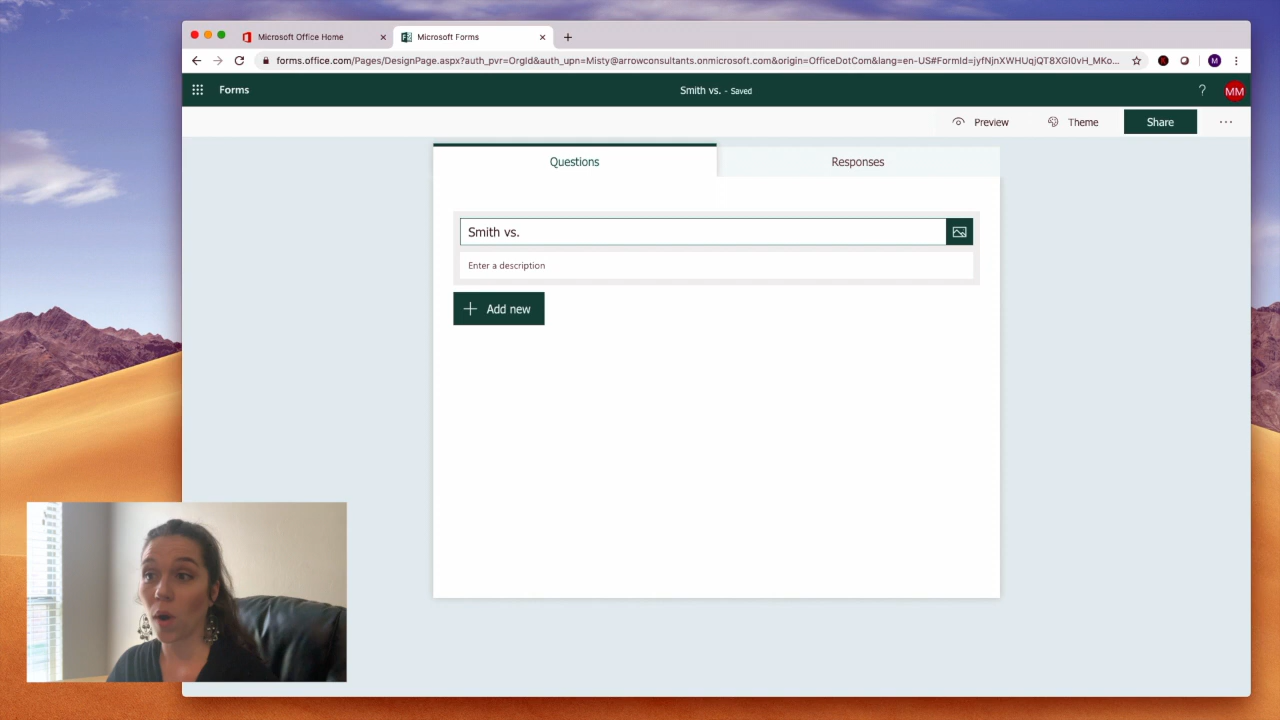 Microsoft Office Home
Microsoft Forms
forms.office.com/Pages/DesignPage.aspx?auth_pvr=OrgId&auth_upn=Misty@arrowconsultants.onmicrosoft.com&origin=OfficeDotCom&lang=en-US#FormId=jyfNjnXWHUqjQT8XGI0vH_MKo...
M
Forms
Smith vs. - Saved
?
MM
Preview
Theme
Share
...
Questions
Responses
Smith vs.
Enter a description
Add new